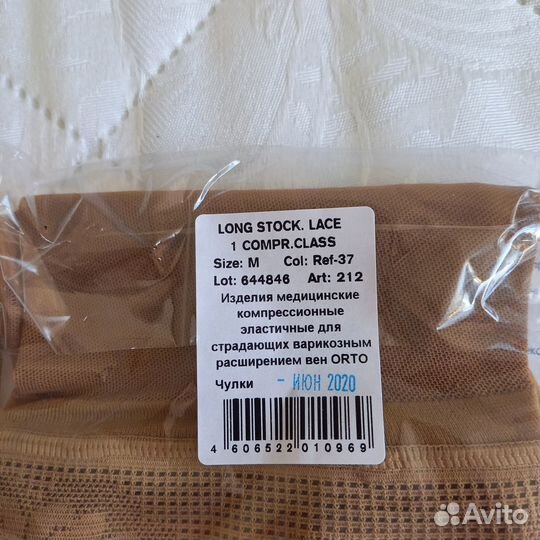 LONG STOCK. LACE
1 COMPR.CLASS
Size: M Col: Ref-37
Lot: 644846 Art: 212
Изделия медицинские
компрессионные
эластичные для
страдающих варикозным
расширением вен ORTO
Чулки - ИЮН 2020
4 606522 010969
Avito